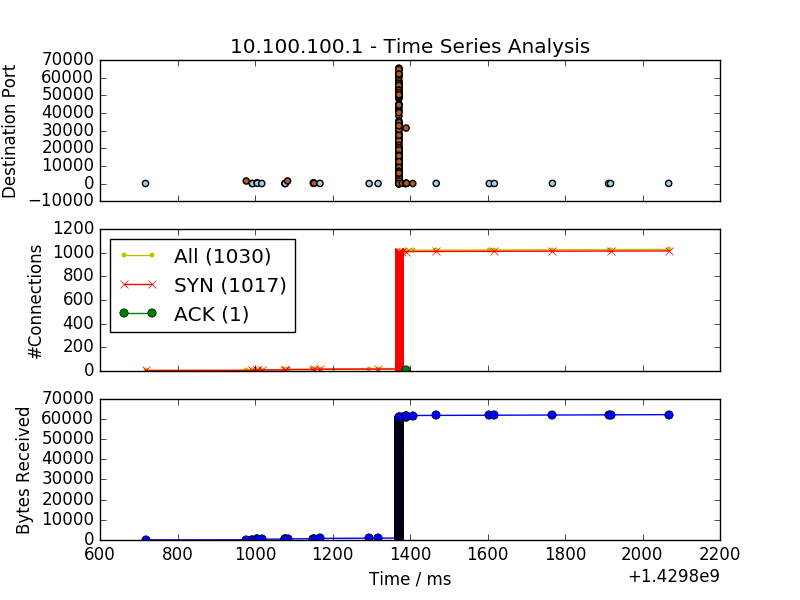 10.100.100.1 - Time Series Analysis
70000
60000
50000
40000
30000
20000
10000
0
−10000
Destination Port
1200
1000
800
600
400
200
0
#Connections
All (1030)
SYN (1017)
ACK (1)
70000
60000
50000
40000
30000
20000
10000
0
Bytes Received
600 800 1000 1200 1400 1600 1800 2000 2200
Time / ms
+1.4298e9